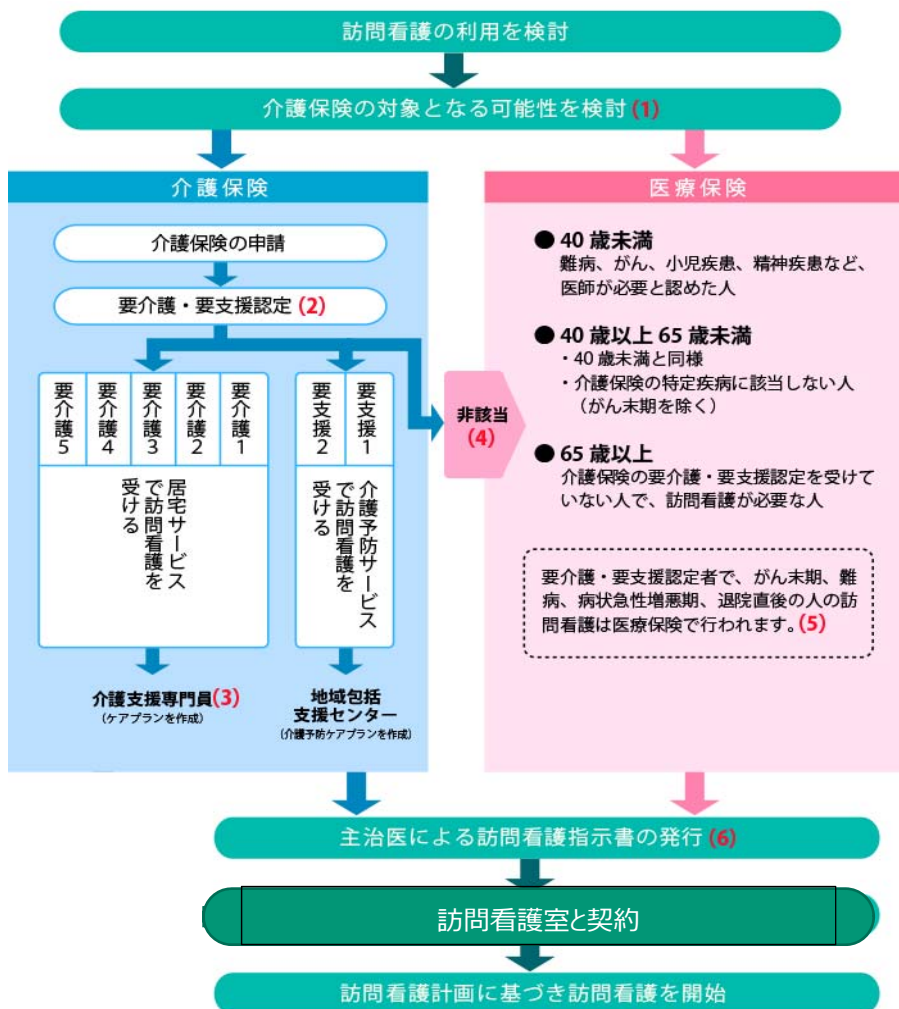 訪問看護の利用を検討
介護保険の対象となる可能性を検討(1)
介護保険
介護保険の申請
要介護・要支援認定(2)
要介護5
要介護4
要介護3
要介護2
要介護1
居宅サービス
で訪問看護を
受ける
要支援2
要支援1
介護予防サービス
で訪問看護を
受ける
介護支援専門員(3)
(ケアプランを作成)
地域包括
支援センター
(介護予防ケアプランを作成)
非該当
(4)
医療保険
● 40歳未満
難病、がん、小児疾患、精神疾患など、
医師が必要と認めた人
● 40歳以上65歳未満
・40歳未満と同様
・介護保険の特定疾病に該当しない人
(がん末期を除く)
● 65歳以上
介護保険の要介護・要支援認定を受けて
いない人で、訪問看護が必要な人
要介護・要支援認定者で、がん末期、難
病、病状急性増悪期、退院直後の人の訪
問看護は医療保険で行われます。(5)
主治医による訪問看護指示書の発行(6)
訪問看護室と契約
訪問看護計画に基づき訪問看護を開始